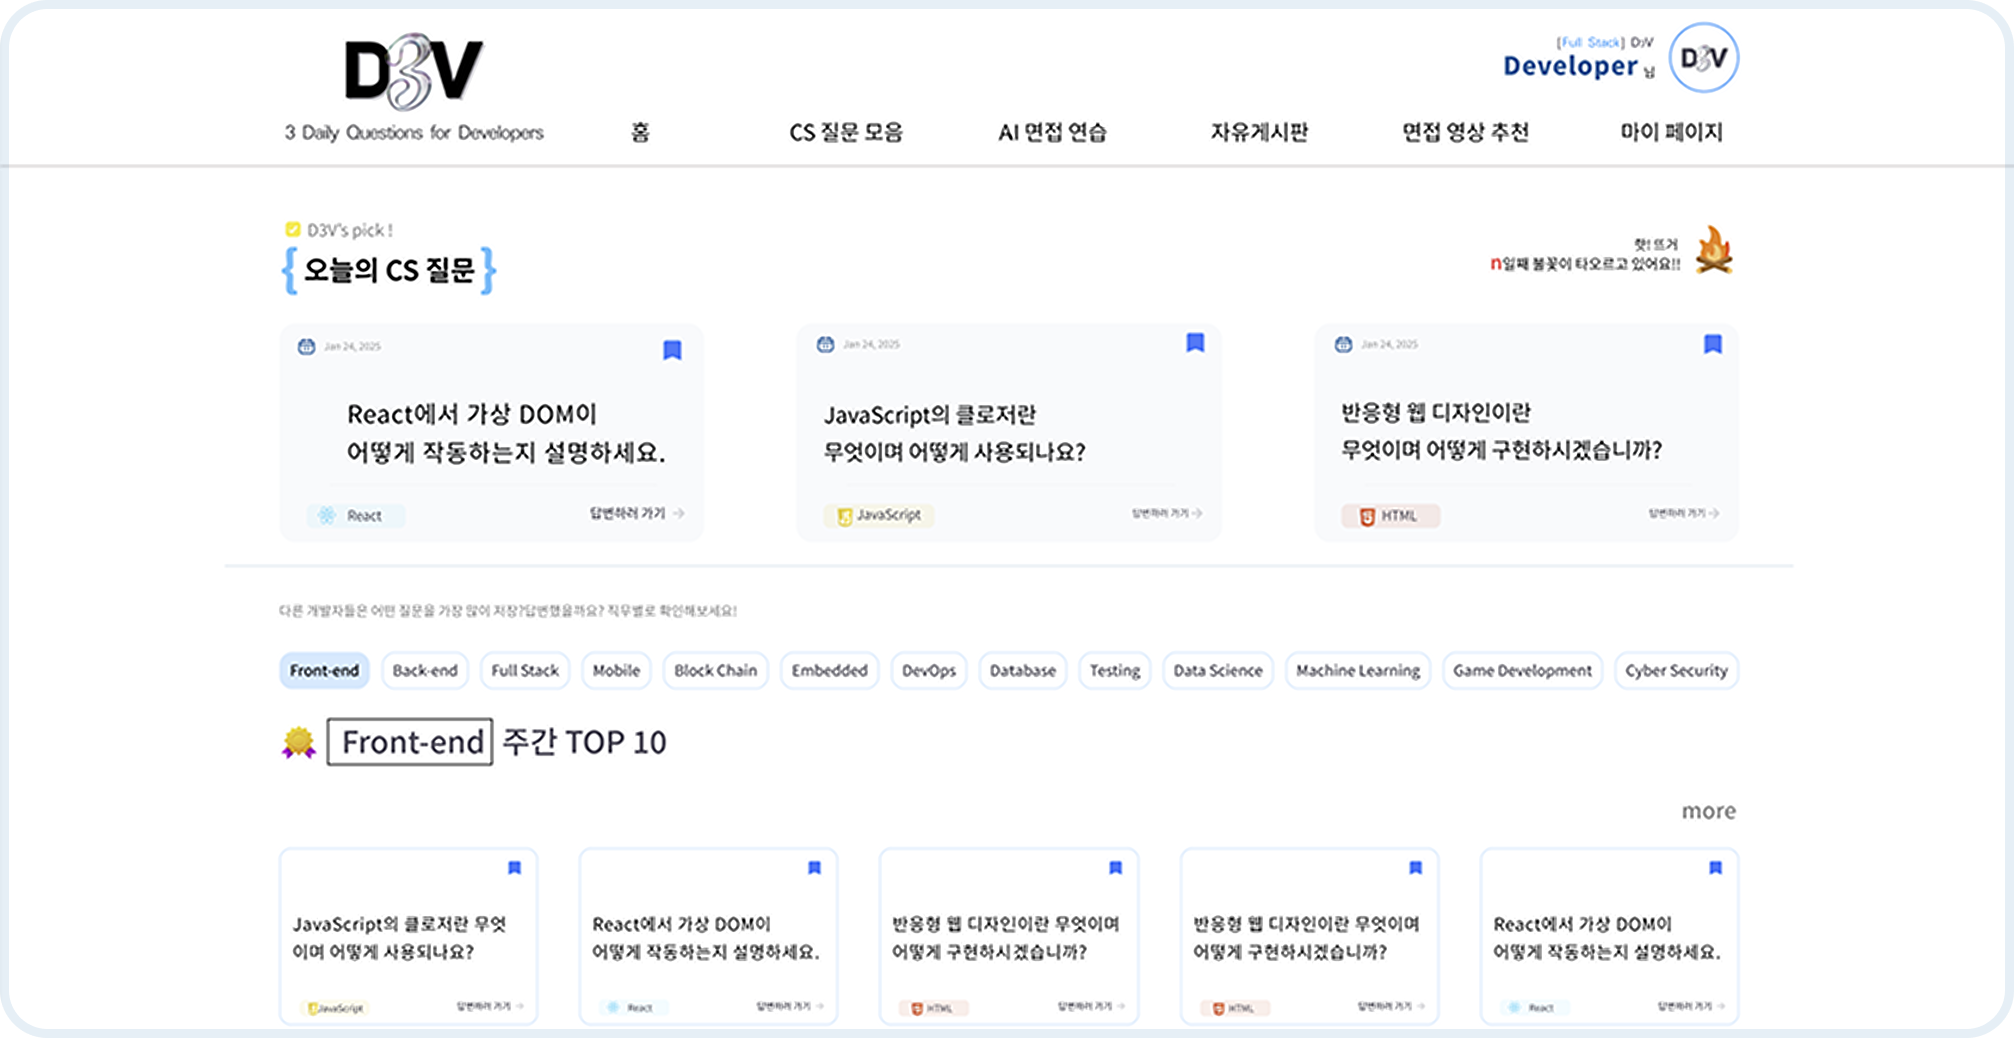 D3V
3 Daily Questions for Developers
[Full Stack] D3V
Developer 님
D3V
홈
CS 질문 모음
AI 면접 연습
자유게시판
면접 영상 추천
마이 페이지
D3V's pick !
{ 오늘의 CS 질문 }
핫! 뜨거
n일째 불꽃이 타오르고 있어요!!
Jan 24, 2025
React에서 가상 DOM이
어떻게 작동하는지 설명하세요.
React
답변하러 가기 →
Jan 24, 2025
JavaScript의 클로저란
무엇이며 어떻게 사용되나요?
JavaScript
답변하러 가기 →
Jan 24, 2025
반응형 웹 디자인이란
무엇이며 어떻게 구현하시겠습니까?
HTML
답변하러 가기 →
다른 개발자들은 어떤 질문을 가장 많이 저장?답변했을까요? 직무별로 확인해보세요!
Front-end
Back-end
Full Stack
Mobile
Block Chain
Embedded
DevOps
Database
Testing
Data Science
Machine Learning
Game Development
Cyber Security
Front-end 주간 TOP 10
more
JavaScript의 클로저란 무엇
이며 어떻게 사용되나요?
JavaScript
답변하러 가기 →
React에서 가상 DOM이
어떻게 작동하는지 설명하세요.
React
답변하러 가기 →
반응형 웹 디자인이란 무엇이며
어떻게 구현하시겠습니까?
HTML
답변하러 가기 →
반응형 웹 디자인이란 무엇이며
어떻게 구현하시겠습니까?
HTML
답변하러 가기 →
React에서 가상 DOM이
어떻게 작동하는지 설명하세요.
React
답변하러 가기 →